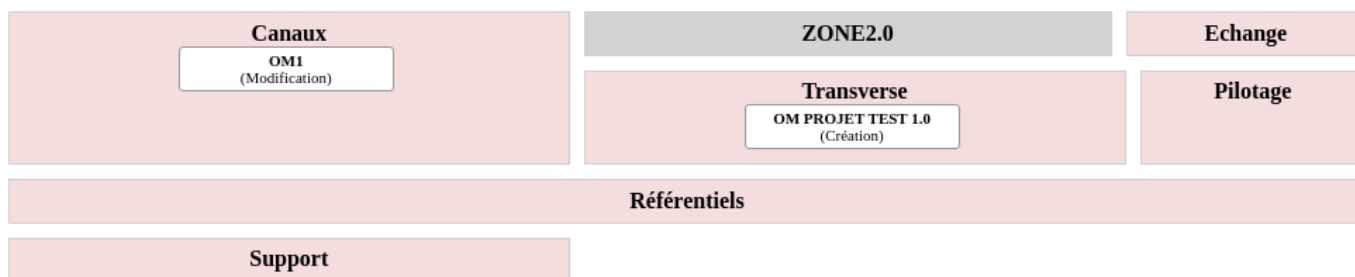 Canaux
OM1
(Modification)
ZONE2.0
Echange
Transverse
OM PROJET TEST 1.0
(Création)
Pilotage
Référentiels
Support